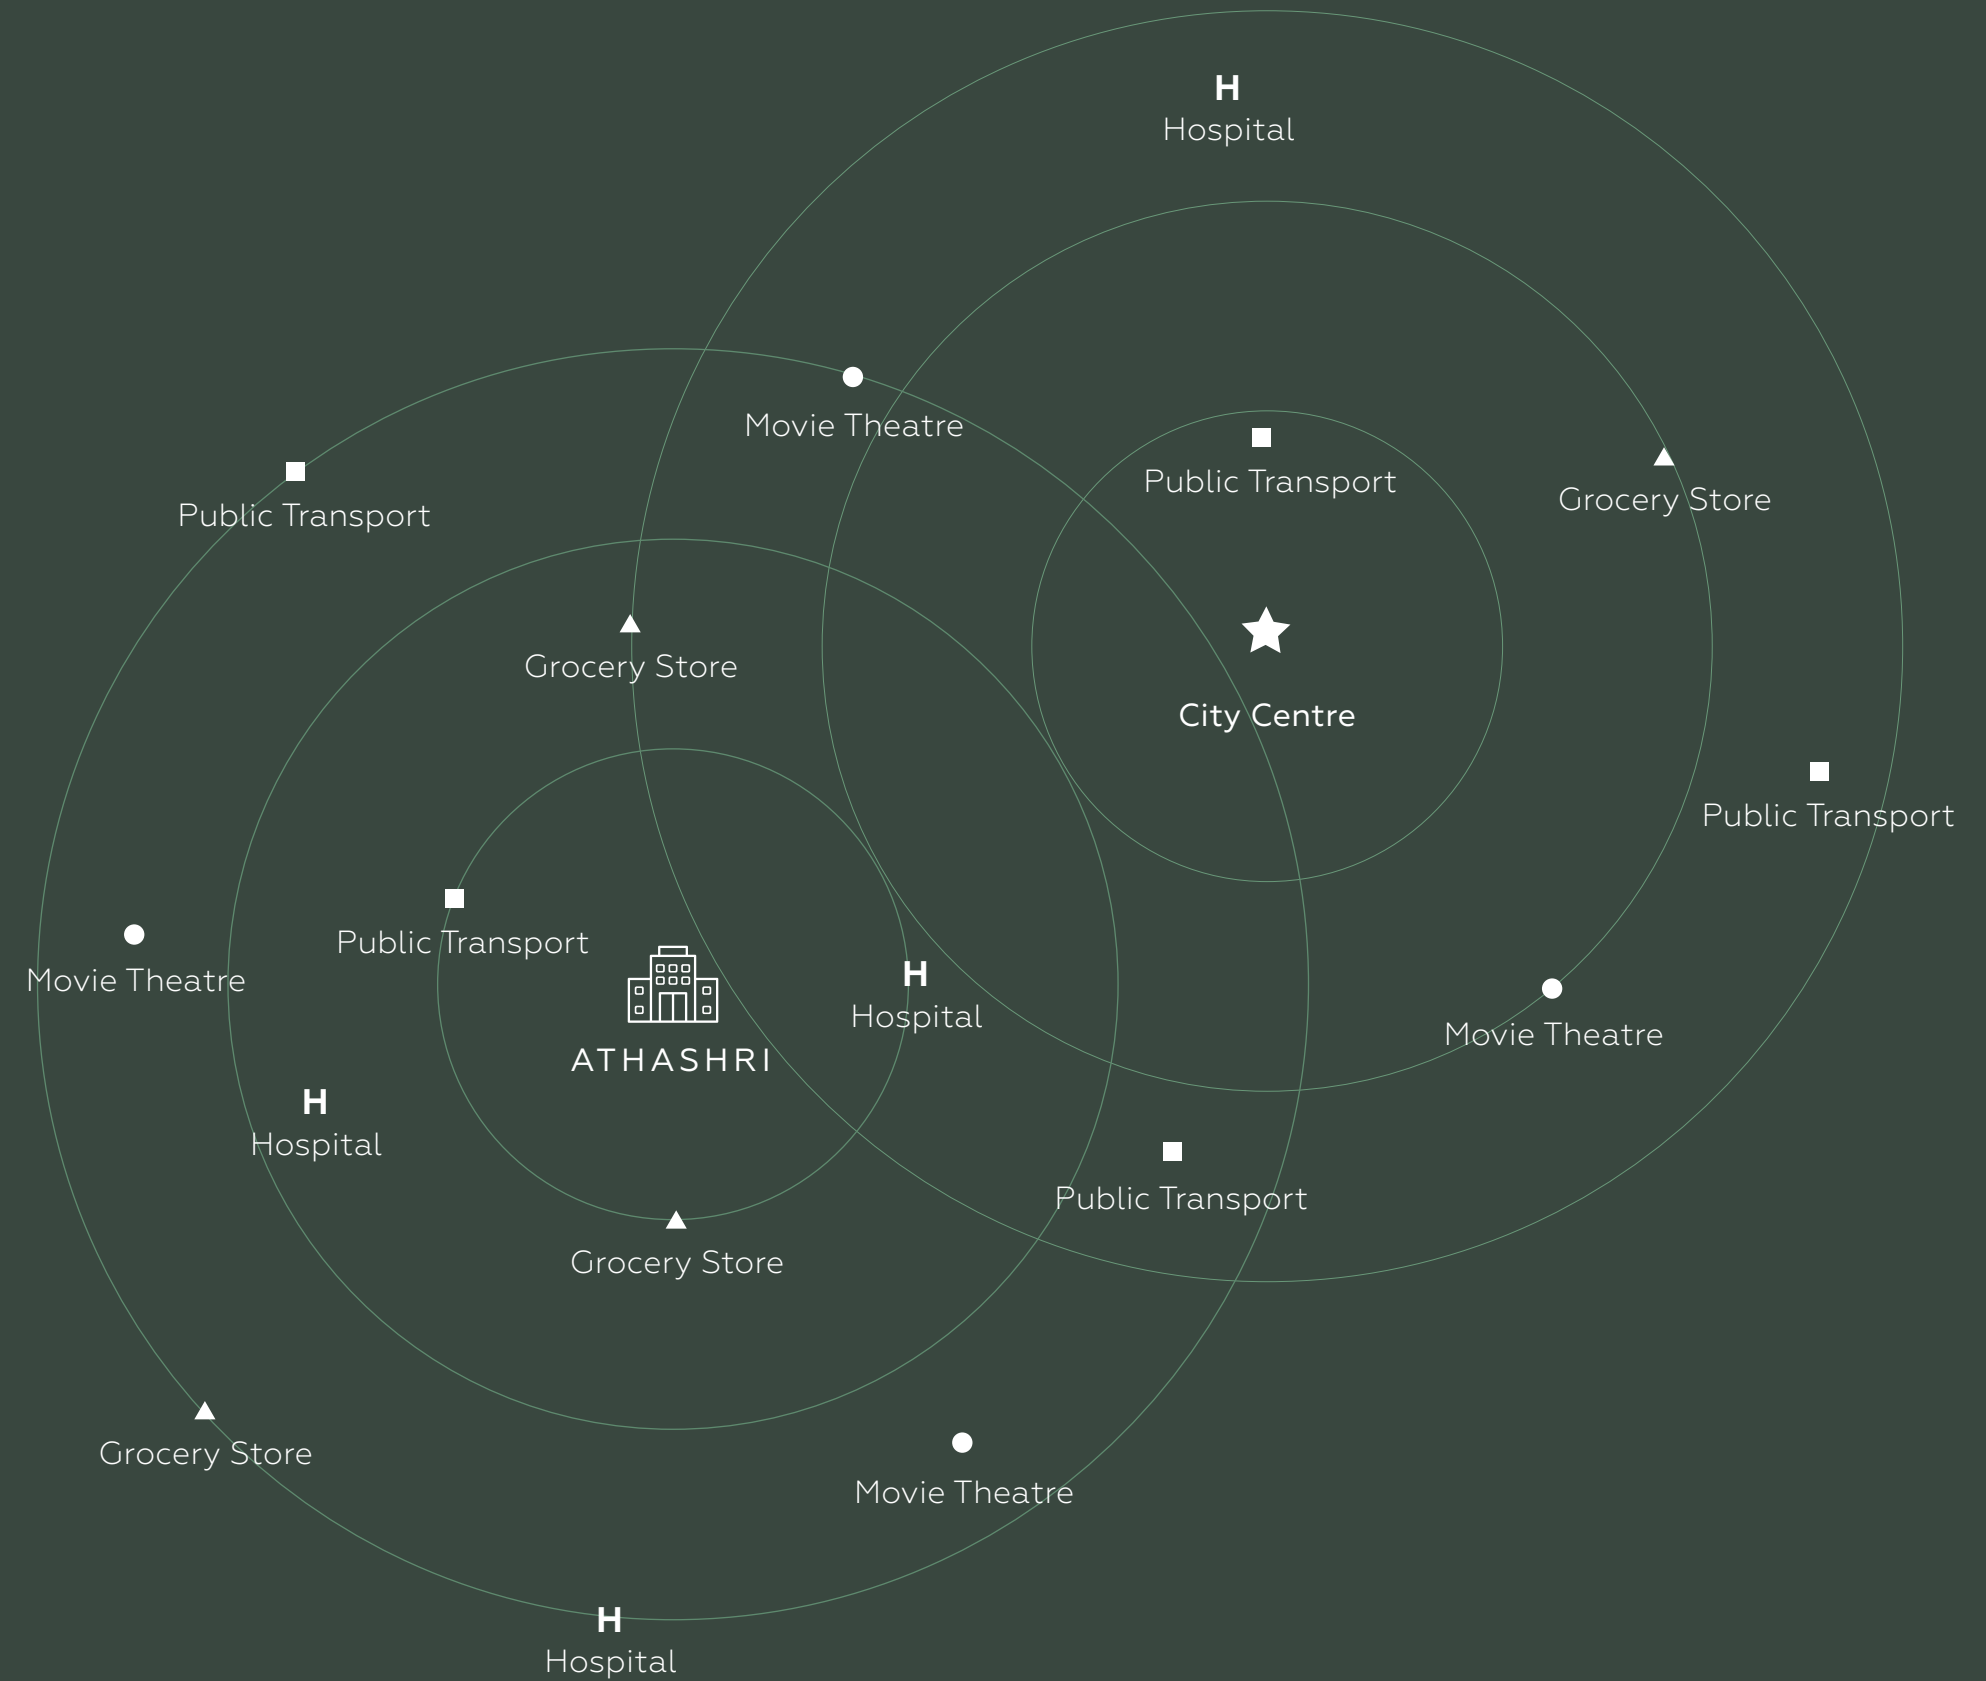 H
Hospital
Movie Theatre
Public Transport
Grocery Store
Public Transport
Grocery Store
City Centre
Public Transport
Public Transport
Movie Theatre
H
Hospital
Movie Theatre
ATHASHRI
H
Hospital
Public Transport
Grocery Store
Grocery Store
Movie Theatre
H
Hospital